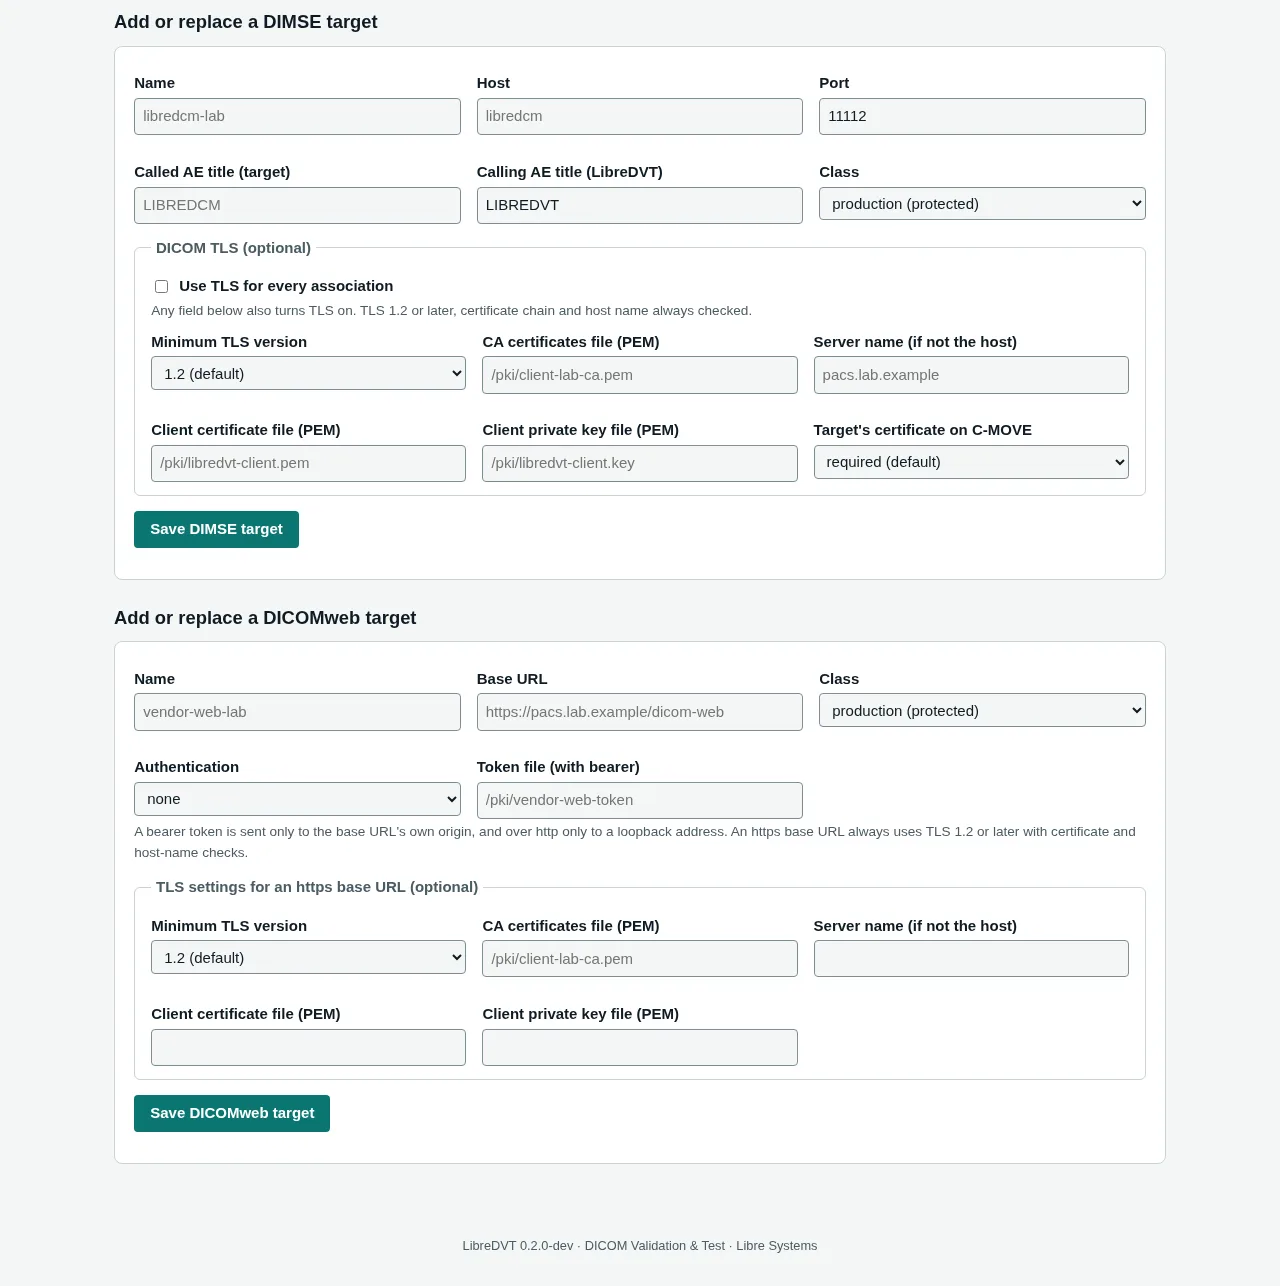 Add or replace a DIMSE target
Name
Host
Port
libredcm-lab
libredcm
11112
Called AE title (target)
Calling AE title (LibreDVT)
Class
LIBREDCM
LIBREDVT
production (protected)
DICOM TLS (optional)
Use TLS for every association
Any field below also turns TLS on. TLS 1.2 or later, certificate chain and host name always checked.
Minimum TLS version
CA certificates file (PEM)
Server name (if not the host)
1.2 (default)
/pki/client-lab-ca.pem
pacs.lab.example
Client certificate file (PEM)
Client private key file (PEM)
Target's certificate on C-MOVE
/pki/libredvt-client.pem
/pki/libredvt-client.key
required (default)
Save DIMSE target
Add or replace a DICOMweb target
Name
Base URL
Class
vendor-web-lab
https://pacs.lab.example/dicom-web
production (protected)
Authentication
Token file (with bearer)
none
/pki/vendor-web-token
A bearer token is sent only to the base URL's own origin, and over http only to a loopback address. An https base URL always uses TLS 1.2 or later with certificate and
host-name checks.
TLS settings for an https base URL (optional)
Minimum TLS version
CA certificates file (PEM)
Server name (if not the host)
1.2 (default)
/pki/client-lab-ca.pem
Client certificate file (PEM)
Client private key file (PEM)
Save DICOMweb target
LibreDVT 0.2.0-dev · DICOM Validation & Test · Libre Systems